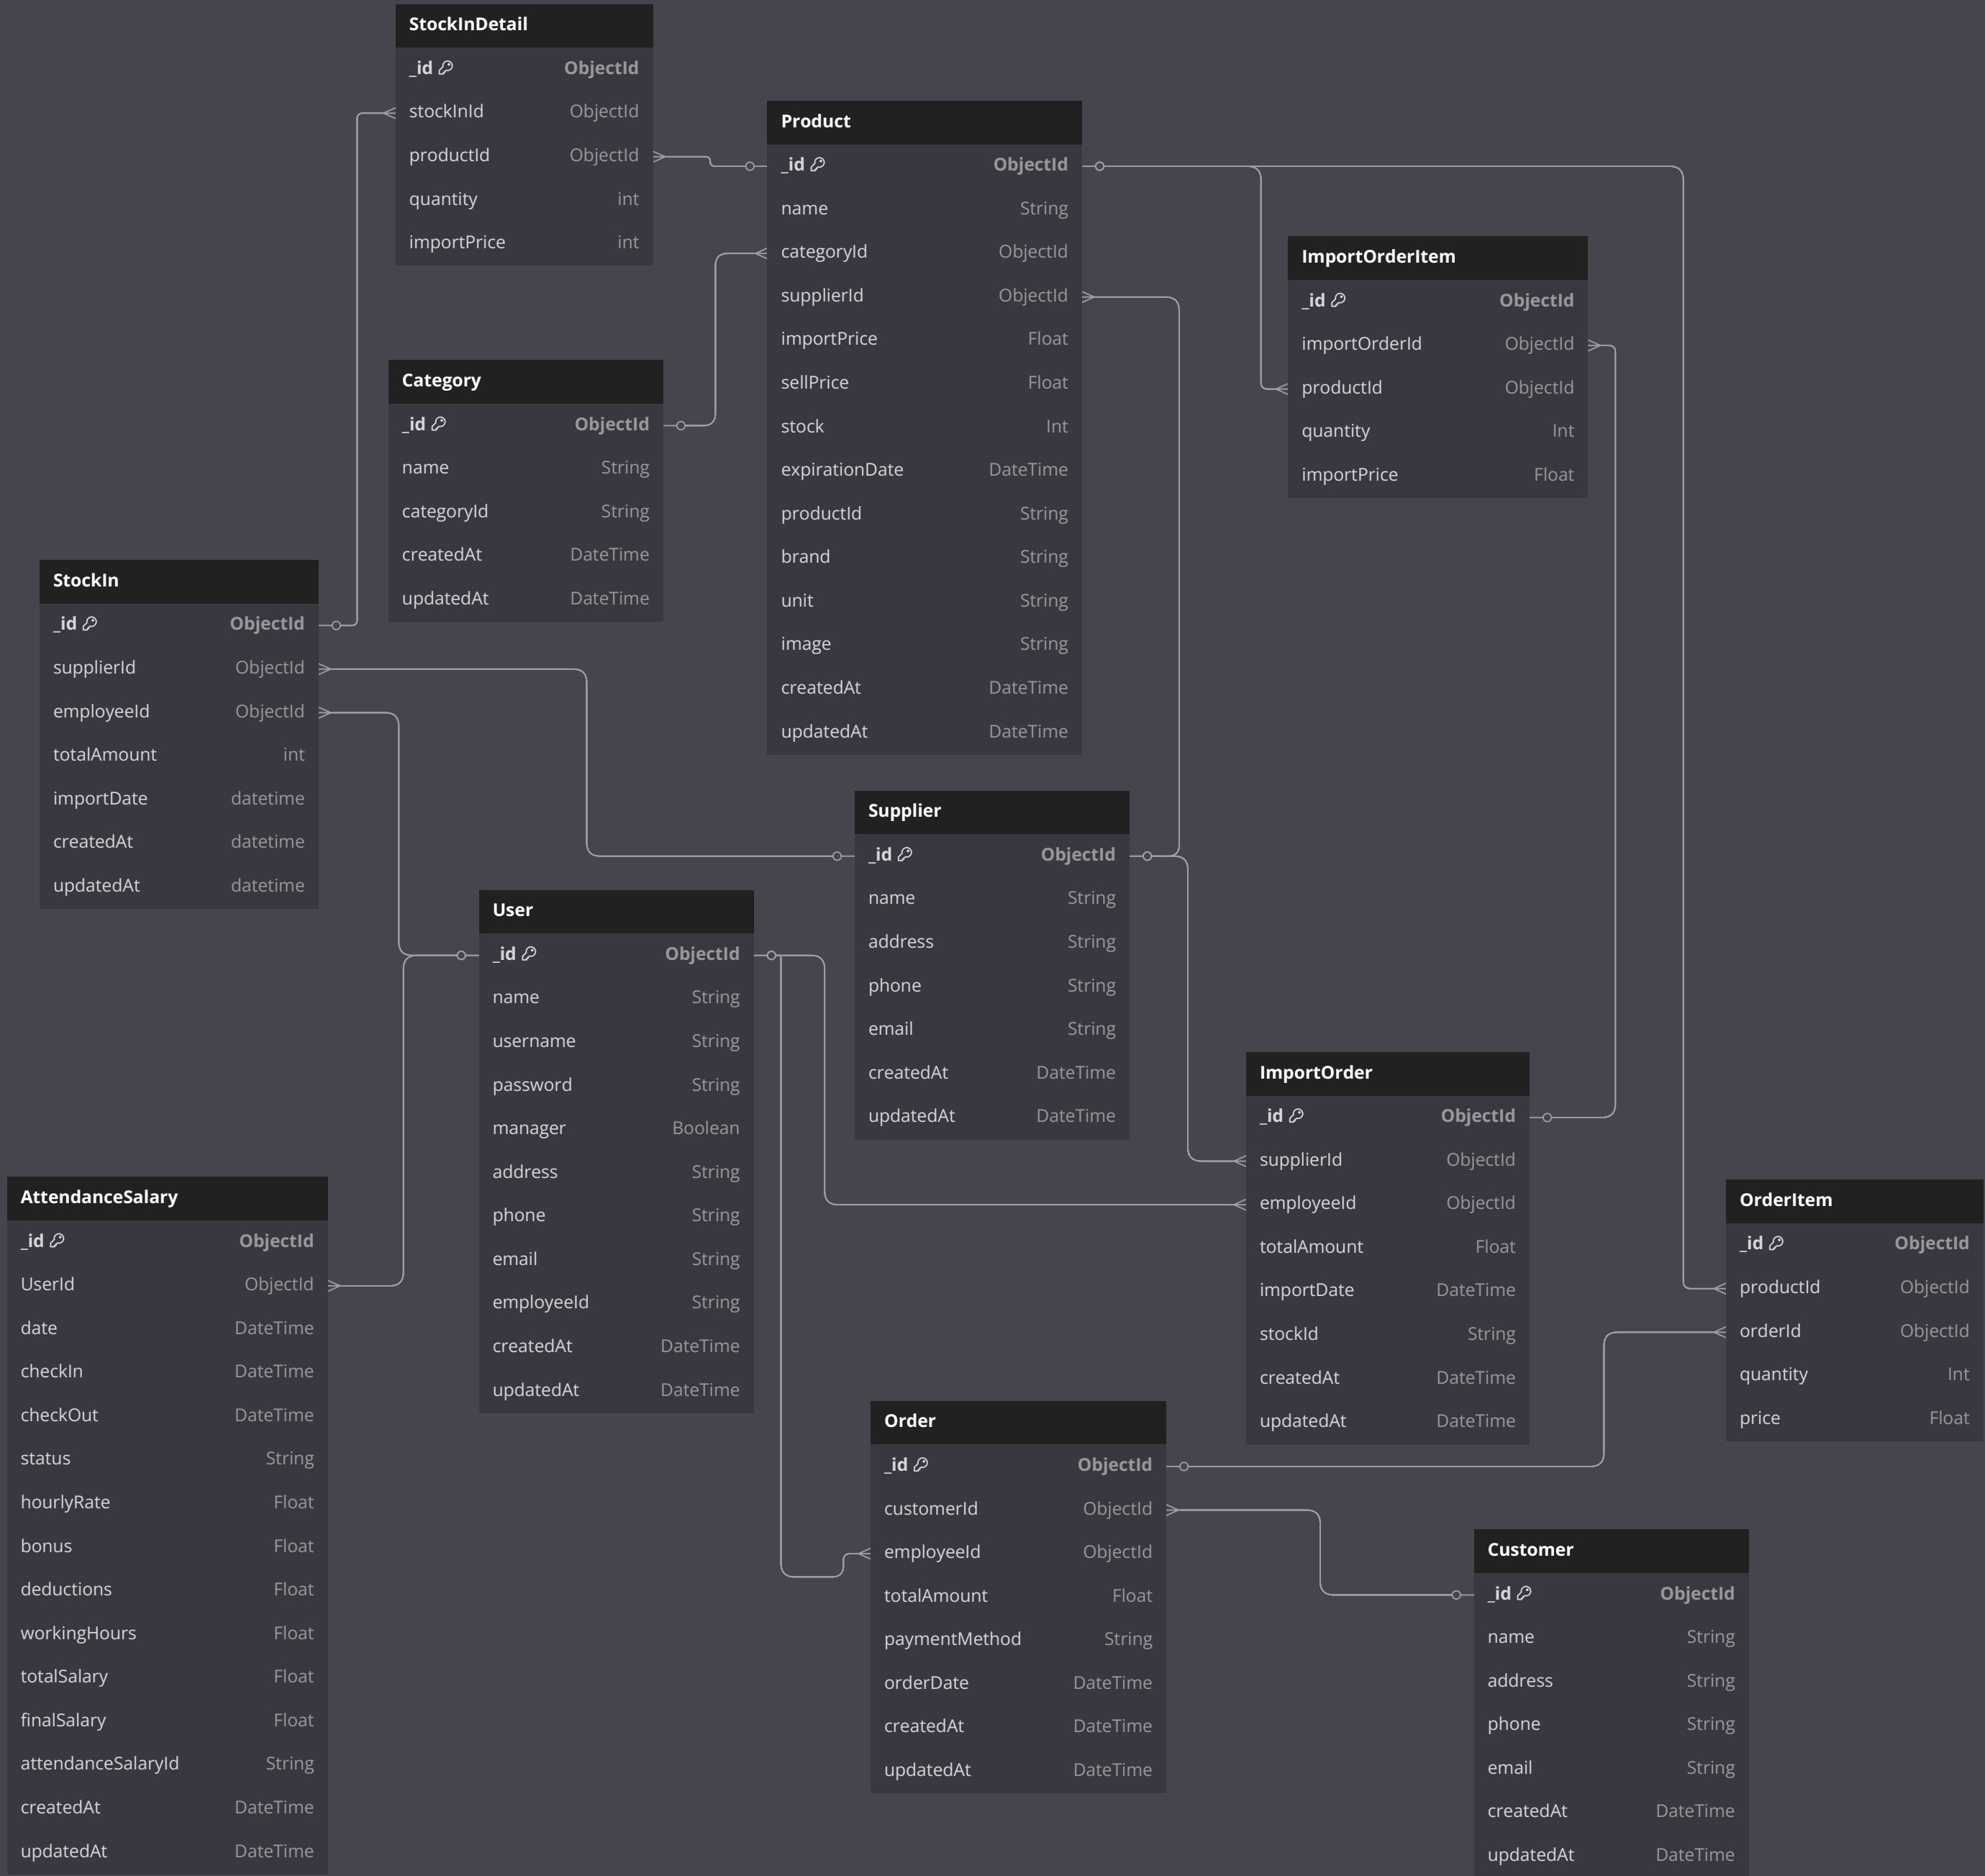 StockInDetail
_id ObjectId
stockInId ObjectId
productId ObjectId
quantity int
importPrice int
Product
_id ObjectId
name String
categoryId ObjectId
supplierId ObjectId
importPrice Float
sellPrice Float
stock Int
expirationDate DateTime
productId String
brand String
unit String
image String
createdAt DateTime
updatedAt DateTime
ImportOrderItem
_id ObjectId
importOrderId ObjectId
productId ObjectId
quantity Int
importPrice Float
Category
_id ObjectId
name String
categoryId String
createdAt DateTime
updatedAt DateTime
StockIn
_id ObjectId
supplierId ObjectId
employeeId ObjectId
totalAmount int
importDate datetime
createdAt datetime
updatedAt datetime
Supplier
_id ObjectId
name String
address String
phone String
email String
createdAt DateTime
updatedAt DateTime
User
_id ObjectId
name String
username String
password String
manager Boolean
address String
phone String
email String
employeeId String
createdAt DateTime
updatedAt DateTime
ImportOrder
_id ObjectId
supplierId ObjectId
employeeId ObjectId
totalAmount Float
importDate DateTime
stockId String
createdAt DateTime
updatedAt DateTime
AttendanceSalary
_id ObjectId
UserId ObjectId
date DateTime
checkIn DateTime
checkOut DateTime
status String
hourlyRate Float
bonus Float
deductions Float
workingHours Float
totalSalary Float
finalSalary Float
attendanceSalaryId String
createdAt DateTime
updatedAt DateTime
OrderItem
_id ObjectId
productId ObjectId
orderId ObjectId
quantity Int
price Float
Order
_id ObjectId
customerId ObjectId
employeeId ObjectId
totalAmount Float
paymentMethod String
orderDate DateTime
createdAt DateTime
updatedAt DateTime
Customer
_id ObjectId
name String
address String
phone String
email String
createdAt DateTime
updatedAt DateTime